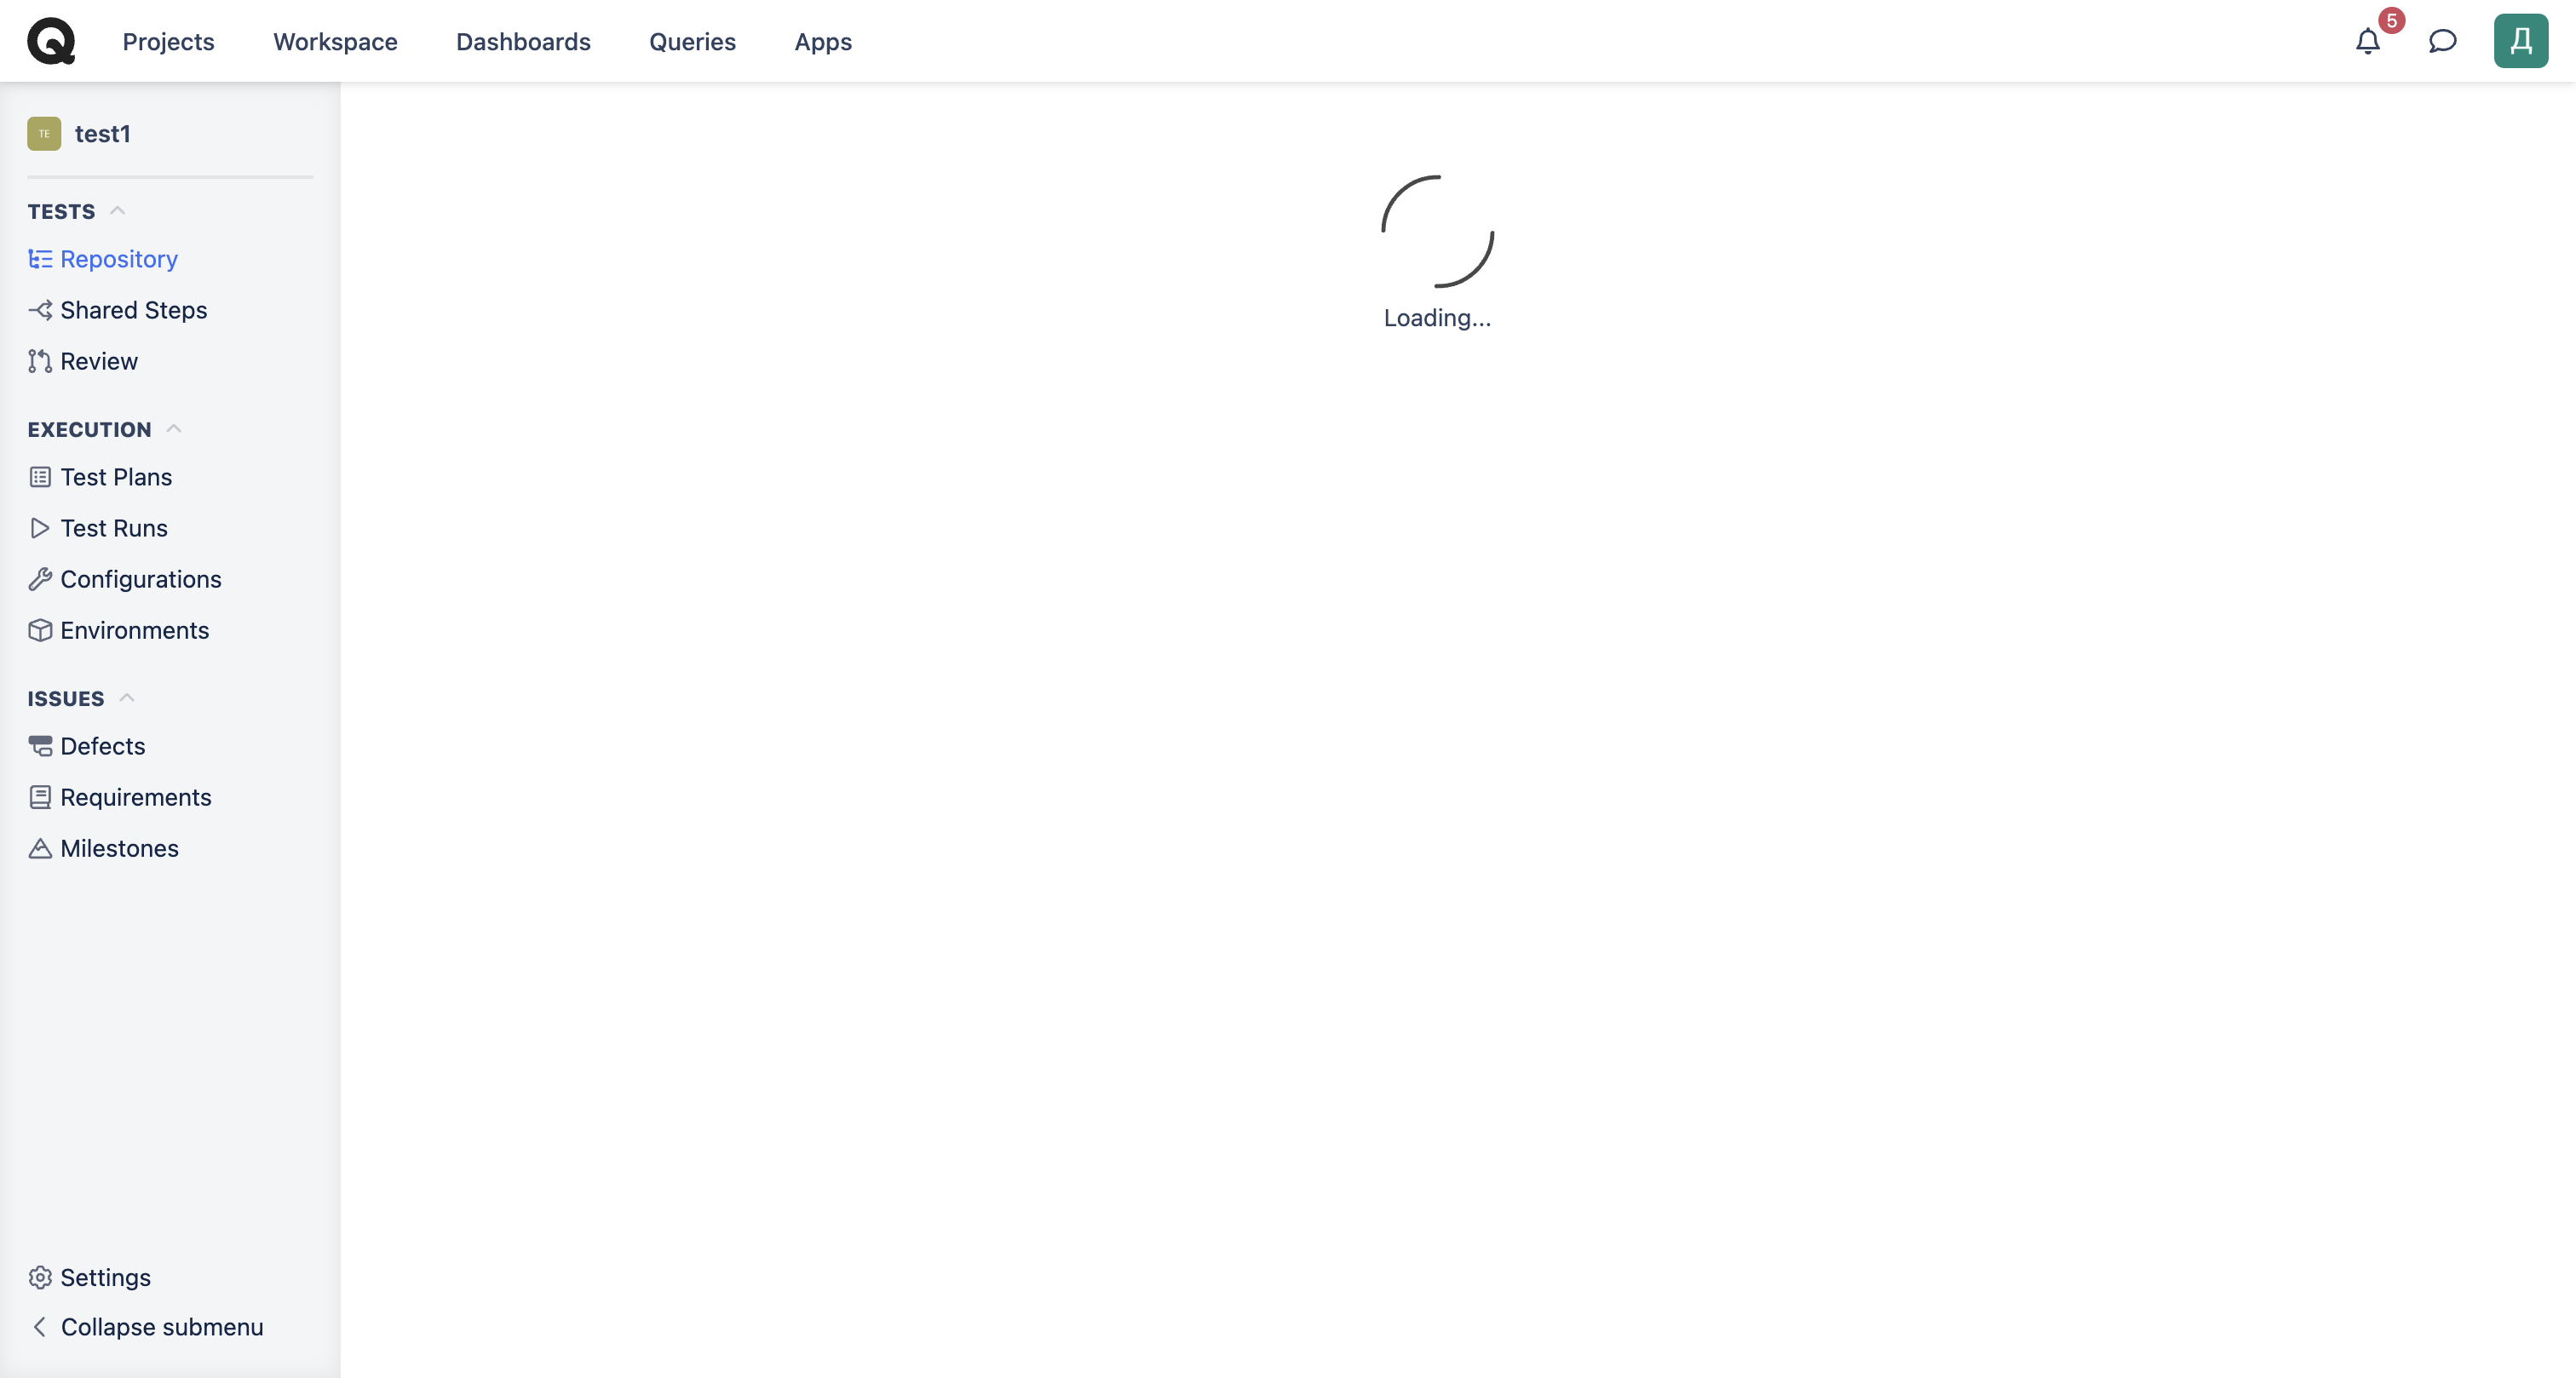 Projects
Workspace
Dashboards
Queries
Apps
5
Д
TE
test1
TESTS
Repository
Shared Steps
Review
EXECUTION
Test Plans
Test Runs
Configurations
Environments
ISSUES
Defects
Requirements
Milestones
Settings
Collapse submenu
Loading...